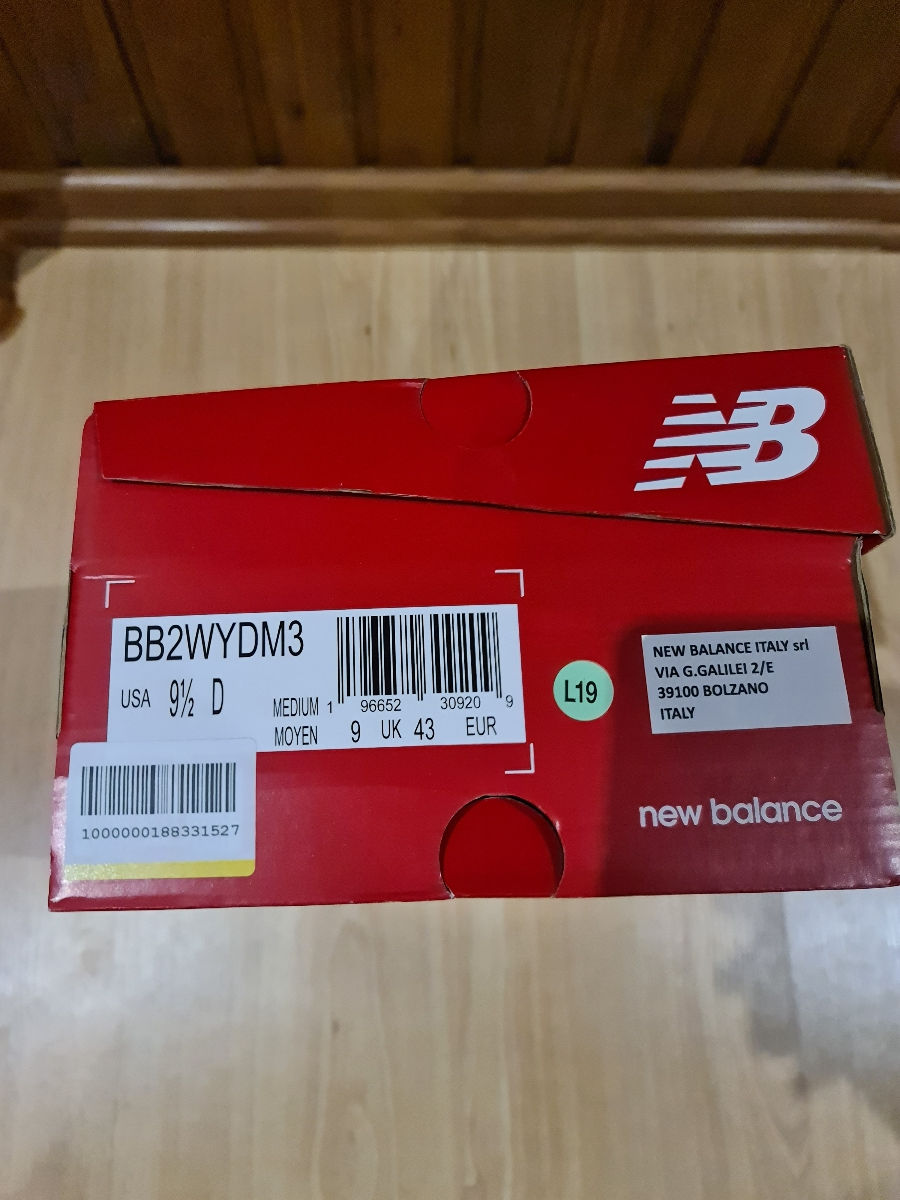 NB
BB2WYDM3
USA 9½ D
MEDIUM
MOYEN
1 96652 30920 9
9 UK 43 EUR
L19
NEW BALANCE ITALY srl
VIA G.GALILEI 2/E
39100 BOLZANO
ITALY
new balance
1000000188331527